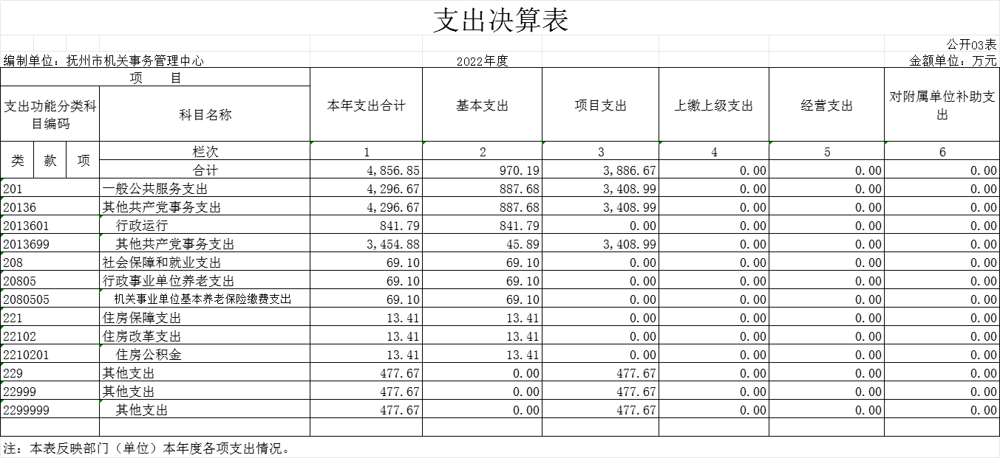 支出决算表
公开03表
编制单位：抚州市机关事务管理中心 2022年度 金额单位：万元
项 目 本年支出合计 基本支出 项目支出 上缴上级支出 经营支出 对附属单位补助支出
支出功能分类科目编码 科目名称
类 款 项 栏次 1 2 3 4 5 6
合计 4,856.85 970.19 3,886.67 0.00 0.00 0.00
201 一般公共服务支出 4,296.67 887.68 3,408.99 0.00 0.00 0.00
20136 其他共产党事务支出 4,296.67 887.68 3,408.99 0.00 0.00 0.00
2013601 行政运行 841.79 841.79 0.00 0.00 0.00 0.00
2013699 其他共产党事务支出 3,454.88 45.89 3,408.99 0.00 0.00 0.00
208 社会保障和就业支出 69.10 69.10 0.00 0.00 0.00 0.00
20805 行政事业单位养老支出 69.10 69.10 0.00 0.00 0.00 0.00
2080505 机关事业单位基本养老保险缴费支出 69.10 69.10 0.00 0.00 0.00 0.00
221 住房保障支出 13.41 13.41 0.00 0.00 0.00 0.00
22102 住房改革支出 13.41 13.41 0.00 0.00 0.00 0.00
2210201 住房公积金 13.41 13.41 0.00 0.00 0.00 0.00
229 其他支出 477.67 0.00 477.67 0.00 0.00 0.00
22999 其他支出 477.67 0.00 477.67 0.00 0.00 0.00
2299999 其他支出 477.67 0.00 477.67 0.00 0.00 0.00
注：本表反映部门（单位）本年度各项支出情况。